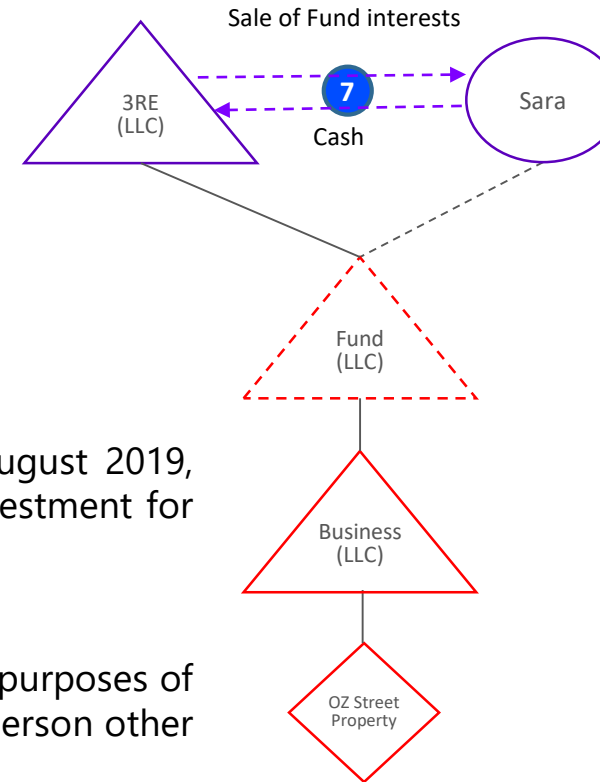 Sale of Fund interests
7
3RE
(LLC)
Sara
Cash
Fund
(LLC)
ugust 2019,
estment for
Business
(LLC)
purposes of
erson other
OZ Street
Property